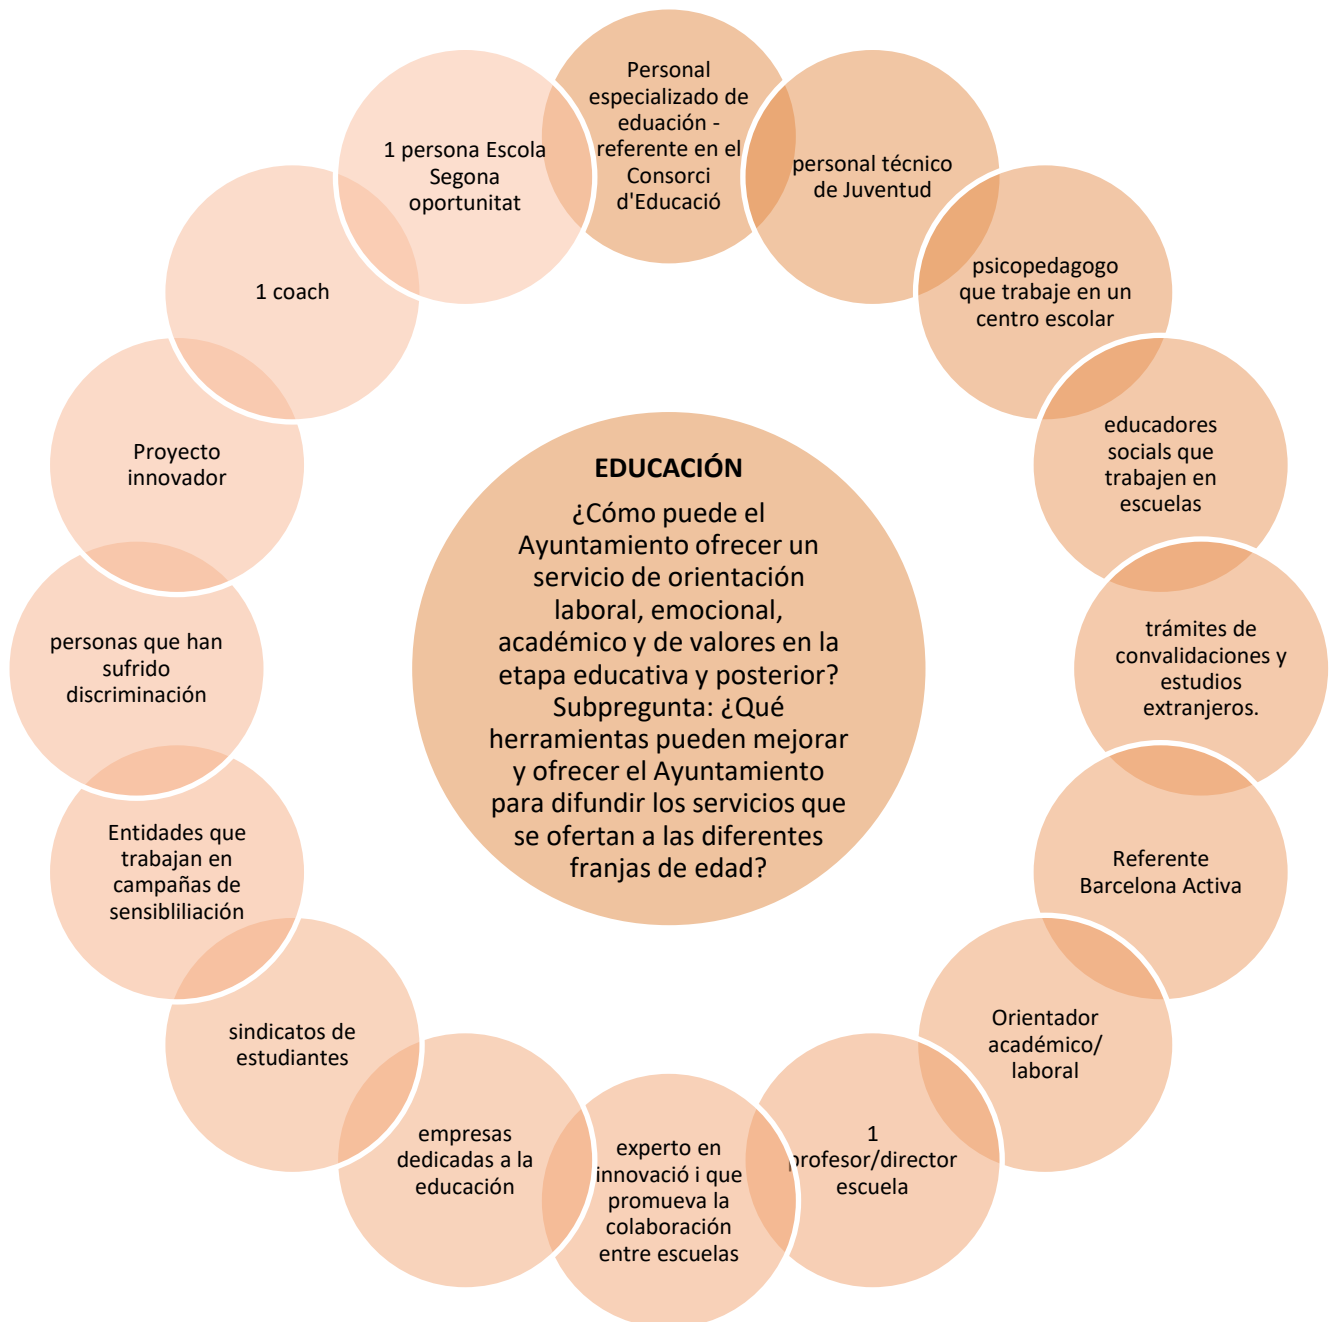 Personal
especializado de
eduación -
referente en el
Consorci
d'Educació
personal técnico
de Juventud
psicopedagogo
que trabaje en un
centro escolar
educadores
socials que
trabajen en
escuelas
trámites de
convalidaciones y
estudios
extranjeros.
Referente
Barcelona Activa
Orientador
académico/
laboral
1
profesor/director
escuela
experto en
innovació i que
promueva la
colaboración
entre escuelas
empresas
dedicadas a la
educación
sindicatos de
estudiantes
Entidades que
trabajan en
campañas de
sensibliliación
personas que han
sufrido
discriminación
Proyecto
innovador
1 coach
1 persona Escola
Segona
oportunitat
EDUCACIÓN
¿Cómo puede el
Ayuntamiento ofrecer un
servicio de orientación
laboral, emocional,
académico y de valores en la
etapa educativa y posterior?
Subpregunta: ¿Qué
herramientas pueden mejorar
y ofrecer el Ayuntamiento
para difundir los servicios que
se ofertan a las diferentes
franjas de edad?